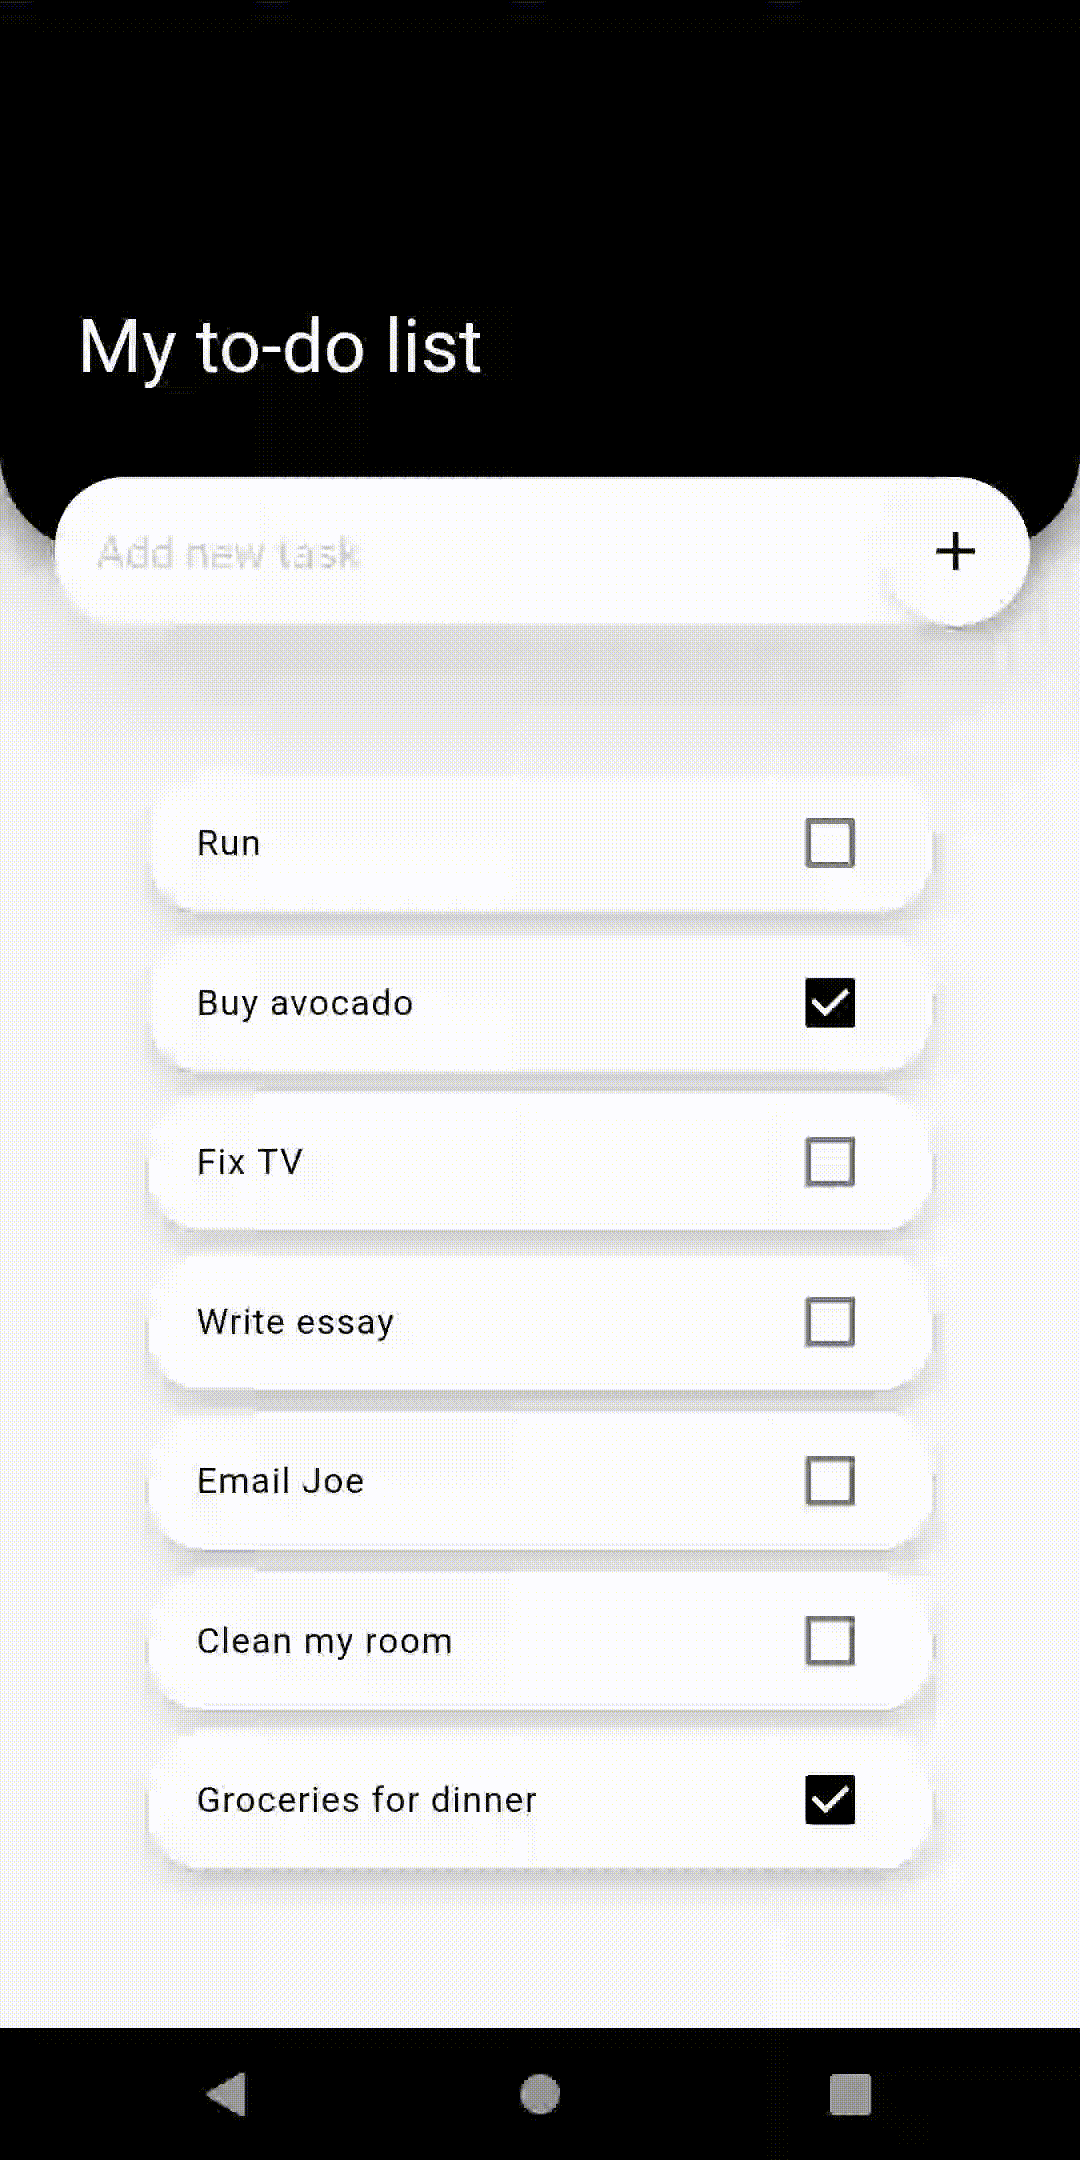 My to-do list
Add new task
Run
Buy avocado
Fix TV
Write essay
Email Joe
Clean my room
Groceries for dinner